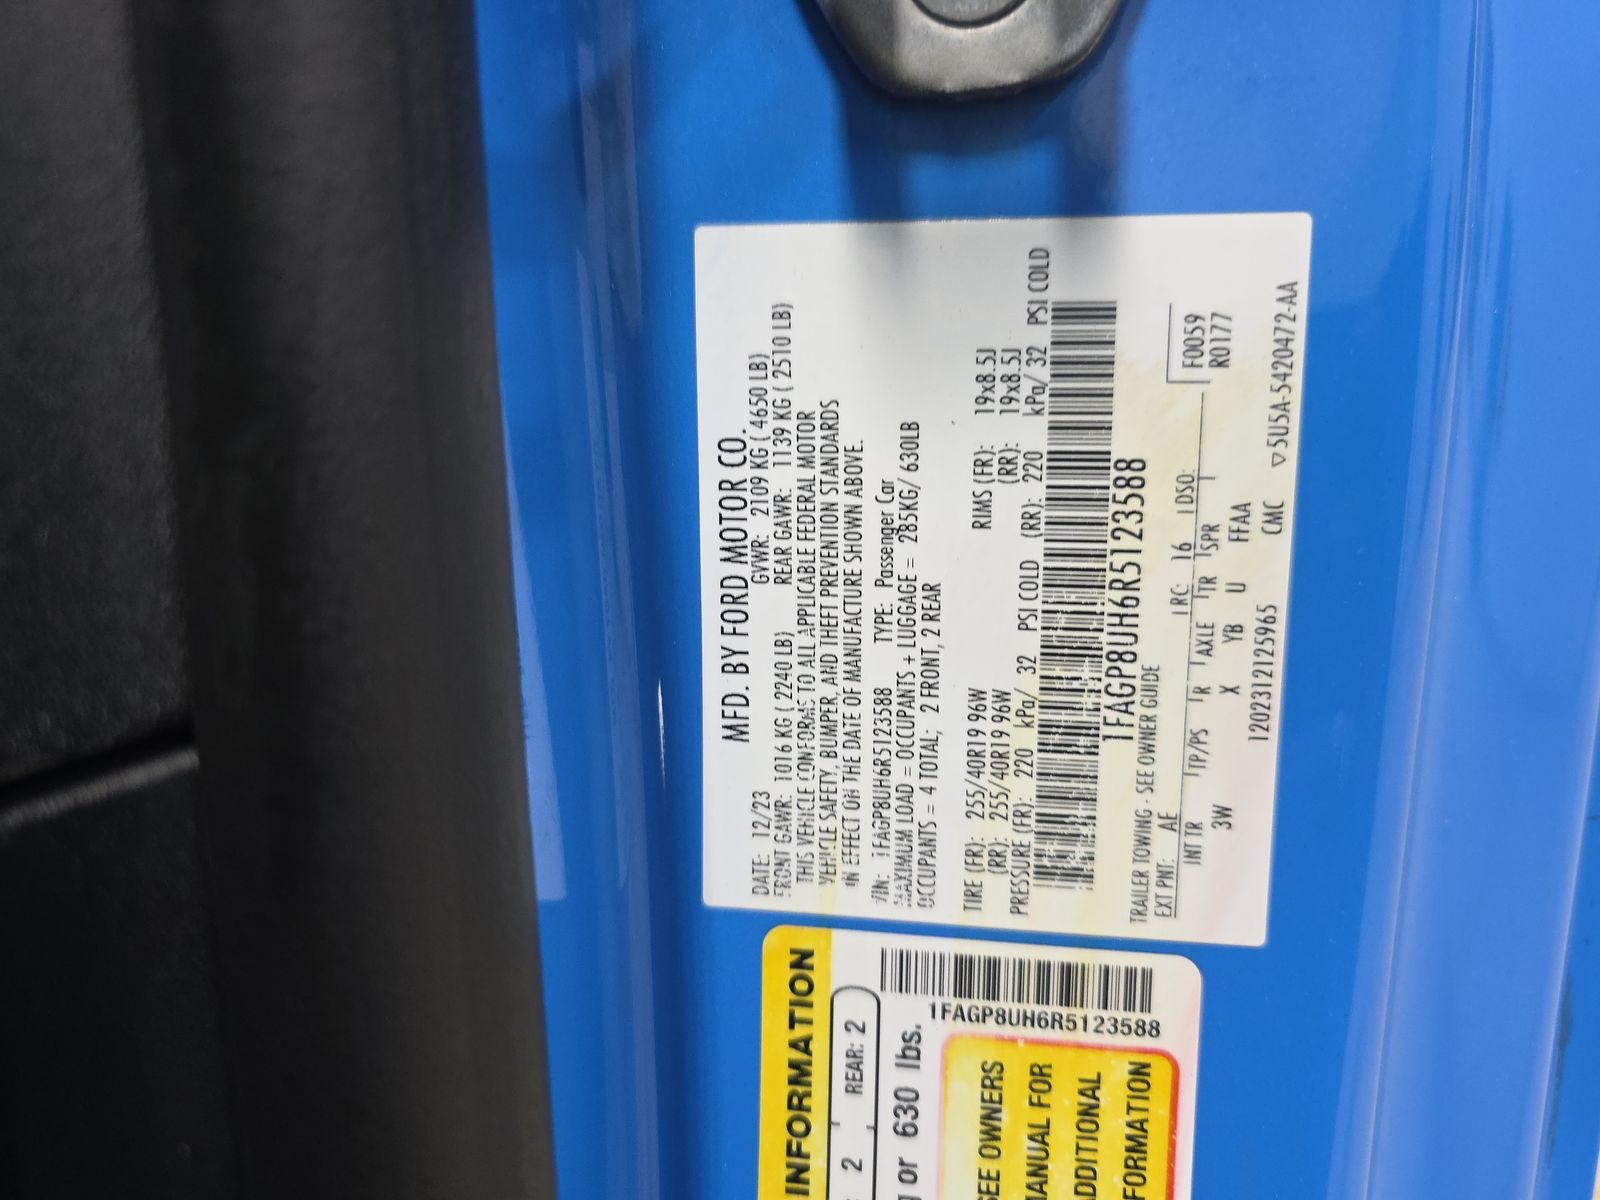 MFD. BY FORD MOTOR CO.
DATE: 12/23 GVWR: 2109 KG ( 4650 LB)
FRONT GAWR: 1016 KG ( 2240 LB) REAR GAWR: 1139 KG ( 2510 LB)
THIS VEHICLE CONFORMS TO ALL APPLICABLE FEDERAL MOTOR
VEHICLE SAFETY, BUMPER, AND THEFT PREVENTION STANDARDS
IN EFFECT ON THE DATE OF MANUFACTURE SHOWN ABOVE.
VIN: 1FAGP8UH6R5123588 TYPE: Passenger Car
MAXIMUM LOAD = OCCUPANTS + LUGGAGE = 285KG/ 630LB
OCCUPANTS = 4 TOTAL; 2 FRONT, 2 REAR
TIRE (FR): 255/40R19 96W RIMS (FR): 19x8.5J
(RR): 255/40R19 96W (RR): 19x8.5J
PRESSURE (FR): 220 kPa/ 32 PSI COLD (RR): 220 kPa/ 32 PSI COLD
1FAGP8UH6R5123588
TRAILER TOWING - SEE OWNER GUIDE
EXT PNT: AE RC: 16 DSO:
F0059
R0177
INT TR TP/PS R AXLE TR SPR
3W X YB U FFAA
1202312125965 CMC ▽5U5A-5420472-AA
INFORMATION
2 REAR: 2
or 630 lbs.
1FAGP8UH6R5123588
SEE OWNERS
MANUAL FOR
ADDITIONAL
INFORMATION